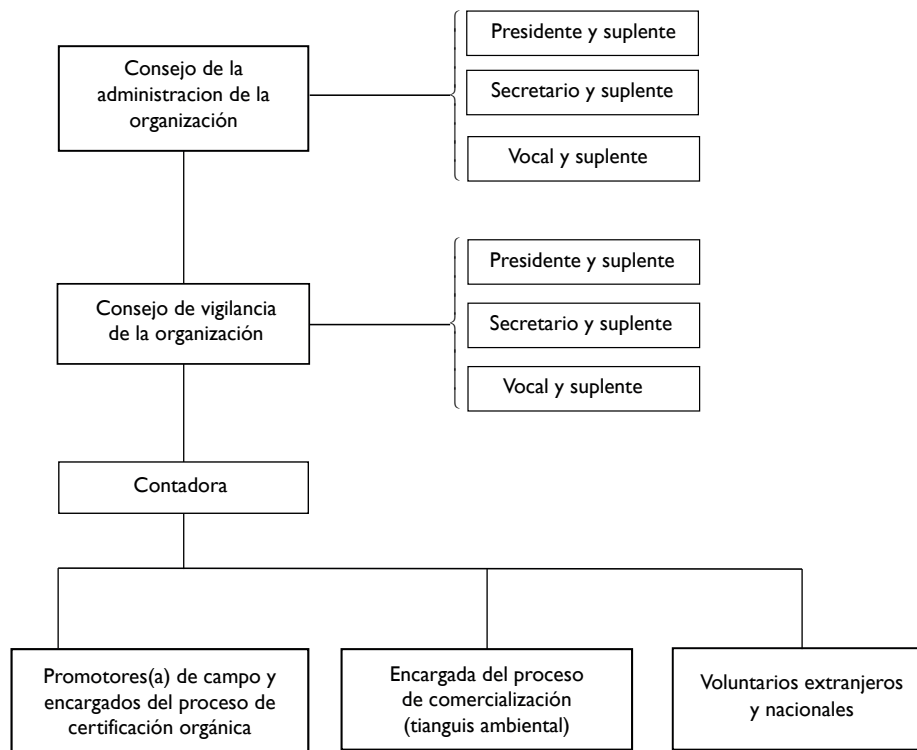 Consejo de la
administracion de la
organización
Presidente y suplente
Secretario y suplente
Vocal y suplente
Consejo de vigilancia
de la organización
Presidente y suplente
Secretario y suplente
Vocal y suplente
Contadora
Promotores(a) de campo y
encargados del proceso de
certificación orgánica
Encargada del proceso
de comercialización
(tianguis ambiental)
Voluntarios extranjeros
y nacionales